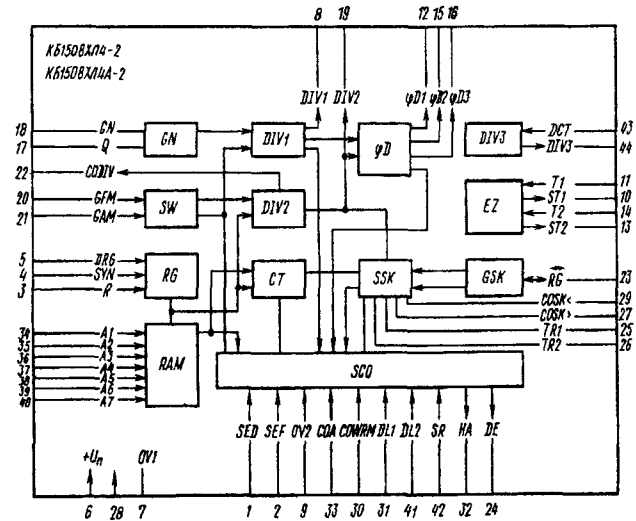 8 19 12 15 16
КБ1508ХЛ4-2
КБ1508ХЛ4А-2
DIV1 DIV2 φD1 φD2 φD3
18 GN GN DIV1 φD DIV3 DCT 43
17 Q DIV3 44
22 CODIV
20 GFM SW DIV2 EZ T1 11
21 GAM ST1 10
T2 14
ST2 13
5 DRG RG CT SSK GSK
4 SYN RG 23
3 R COSK< 29
COSK> 27
34 A1 RAM TR1 25
35 A2 TR2 26
36 A3
37 A4 SCO
38 A5
39 A6
40 A7
SED SEF OV2 COA COWRM DL1 DL2 SR HA DE
+Uп OV1
6 28 7 1 2 9 33 30 31 41 42 32 24